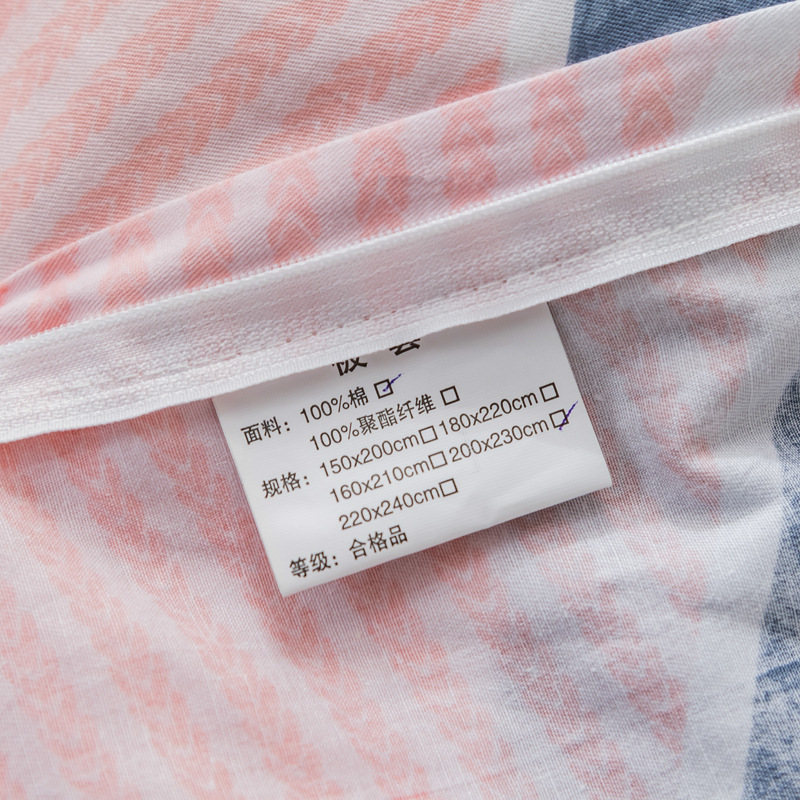 被套
面料：100%棉☑
100%聚酯纤维□
规格：150x200cm□180x220cm□
160x210cm□200x230cm☑
220x240cm□
等级：合格品